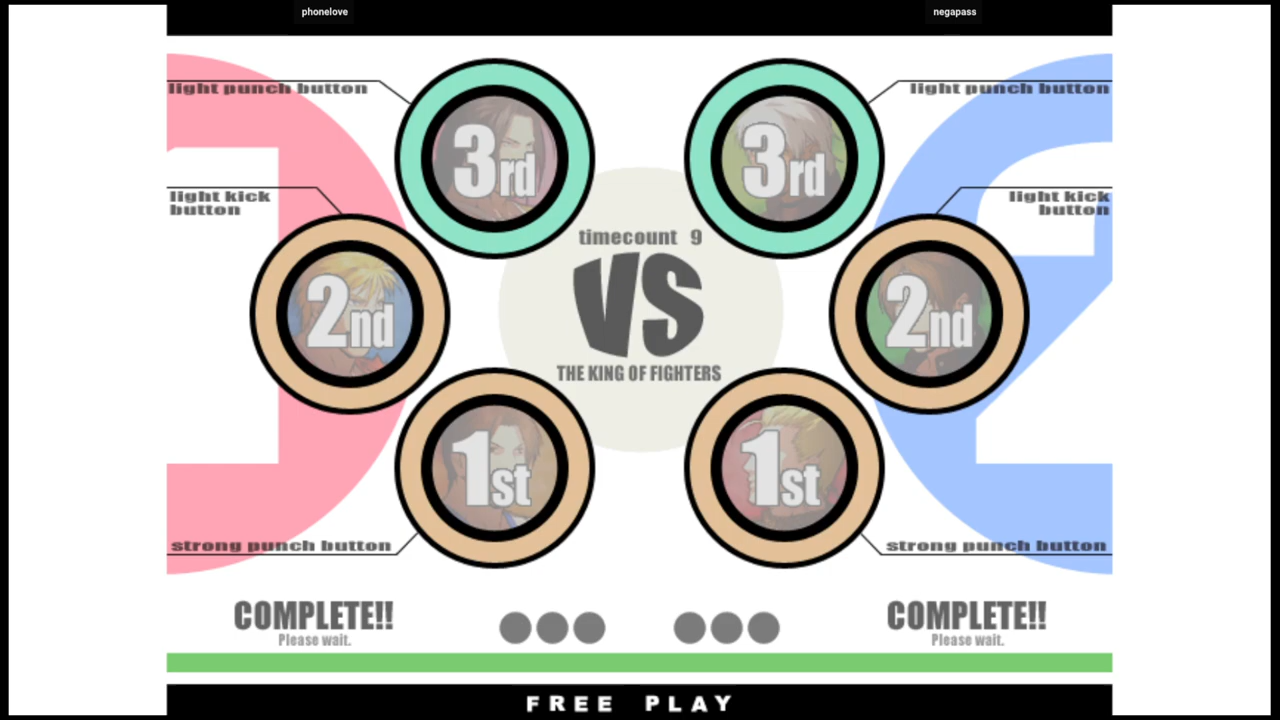 phonelove
negapass
light punch button
light punch button
3rd
3rd
light kick
button
light kick
button
timecount 9
VS
THE KING OF FIGHTERS
2nd
2nd
1st
1st
strong punch button
strong punch button
COMPLETE!!
Please wait.
COMPLETE!!
Please wait.
FREE PLAY